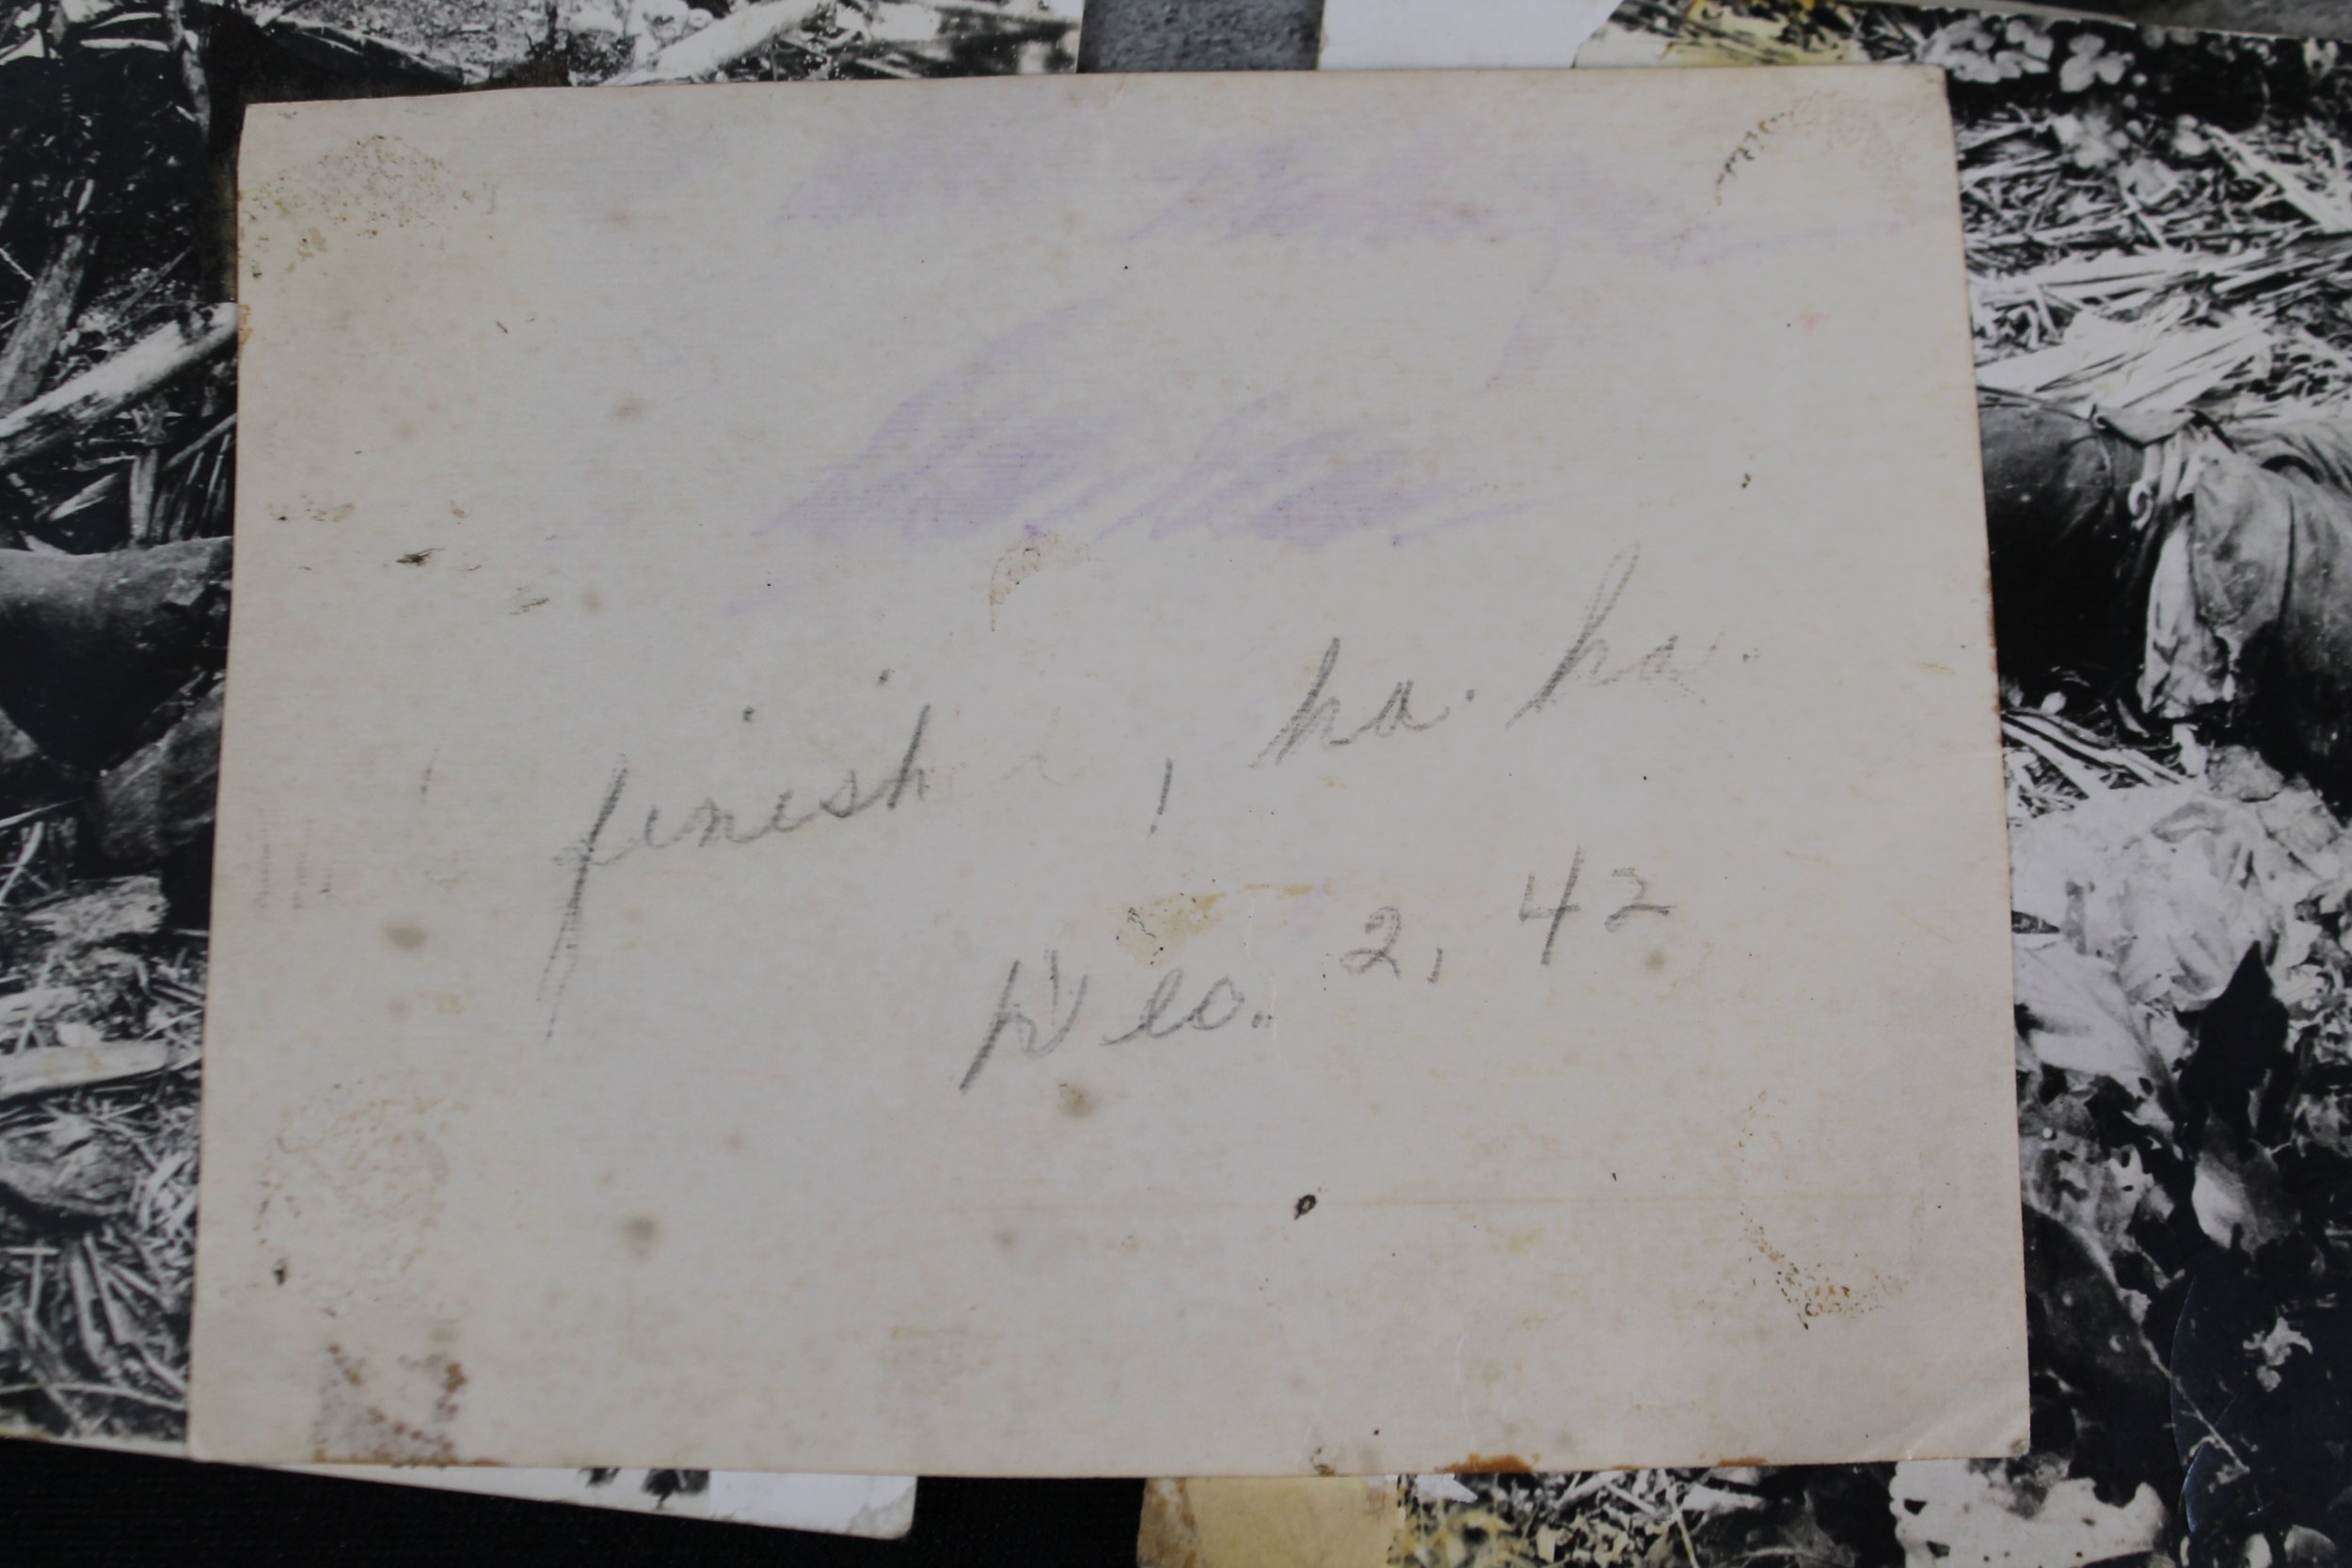 finish , ha. ha.
Dec. 2, 42